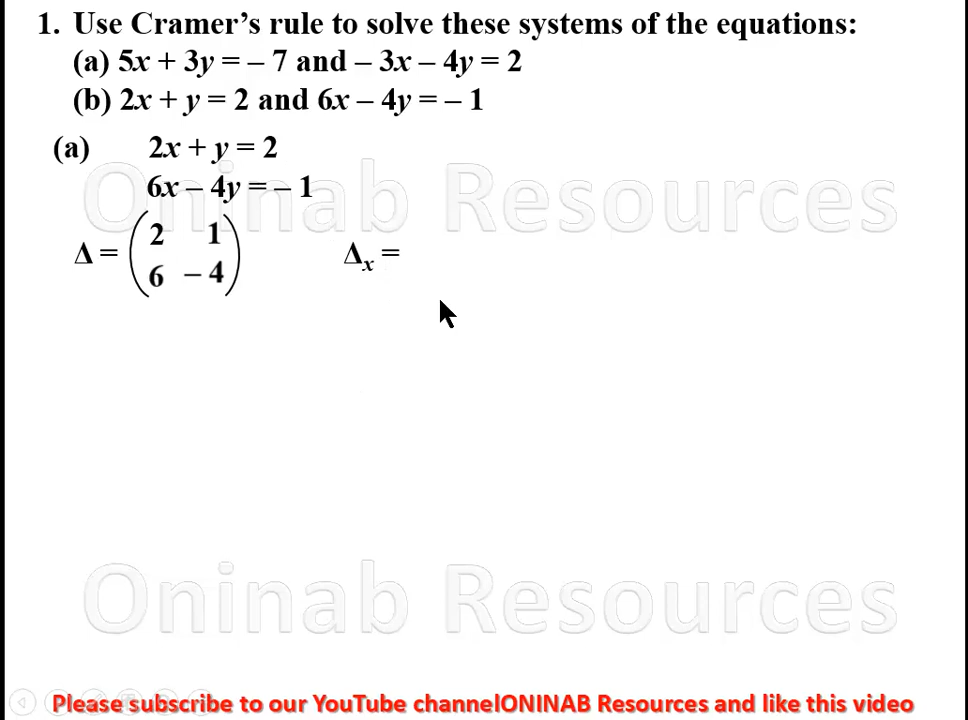 1. Use Cramer’s rule to solve these systems of the equations:
(a) 5x + 3y = – 7 and – 3x – 4y = 2
(b) 2x + y = 2 and 6x – 4y = – 1
(a) 2x + y = 2
6x – 4y = – 1
Δ = ( 2 1
6 – 4 ) Δx =
Oninab Resources
Oninab Resources
Please subscribe to our YouTube channelONINAB Resources and like this video